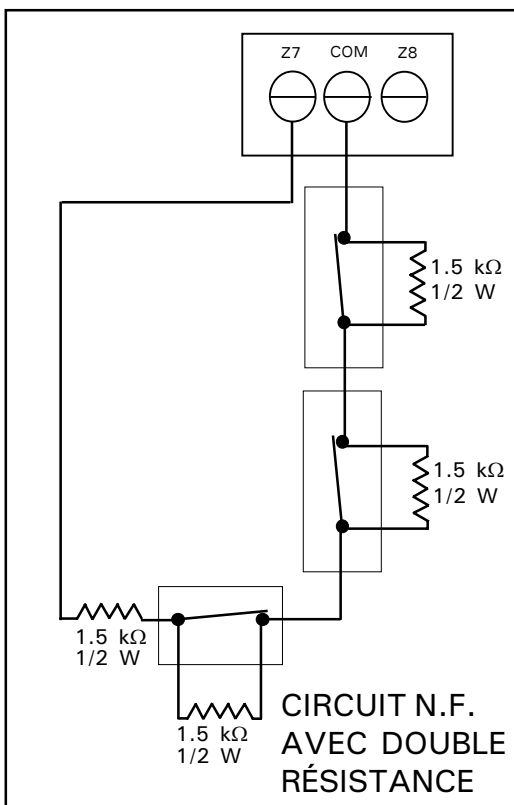 Z7 COM Z8
1.5 kΩ
1/2 W
1.5 kΩ
1/2 W
1.5 kΩ
1/2 W
1.5 kΩ
1/2 W
CIRCUIT N.F.
AVEC DOUBLE
RÉSISTANCE